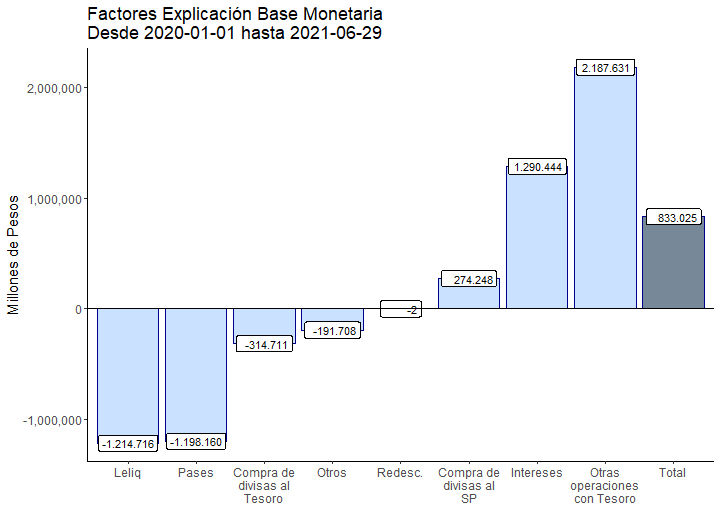 Factores Explicación Base Monetaria
Desde 2020-01-01 hasta 2021-06-29
Millones de Pesos
2,000,000
1,000,000
0
-1,000,000
-1.214.716
-1.198.160
-314.711
-191.708
-2
274.248
1.290.444
2.187.631
833.025
Leliq
Pases
Compra de
divisas al
Tesoro
Otros
Redesc.
Compra de
divisas al
SP
Intereses
Otras
operaciones
con Tesoro
Total